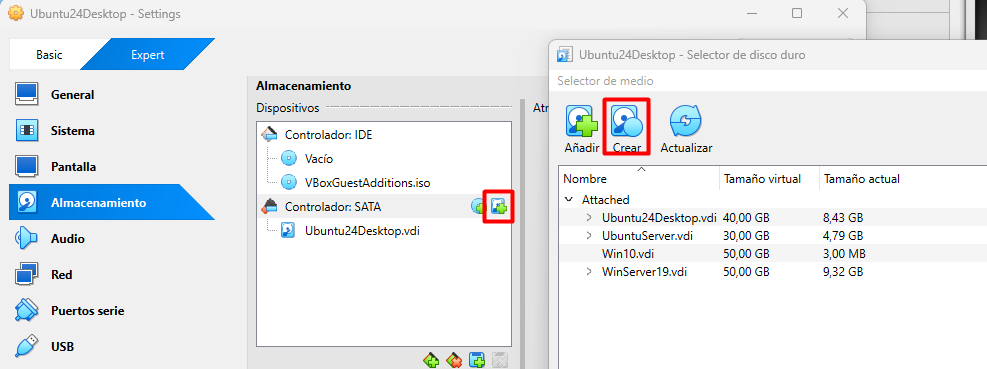 Ubuntu24Desktop - Settings
Basic
Expert
General
Sistema
Pantalla
Almacenamiento
Audio
Red
Puertos serie
USB
Almacenamiento
Dispositivos
Atr
Controlador: IDE
Vacío
VBoxGuestAdditions.iso
Controlador: SATA
Ubuntu24Desktop.vdi
Ubuntu24Desktop - Selector de disco duro
Selector de medio
Añadir Crear Actualizar
Nombre Tamaño virtual Tamaño actual
Attached
Ubuntu24Desktop.vdi 40,00 GB 8,43 GB
UbuntuServer.vdi 30,00 GB 4,79 GB
Win10.vdi 50,00 GB 3,00 MB
WinServer19.vdi 50,00 GB 9,32 GB